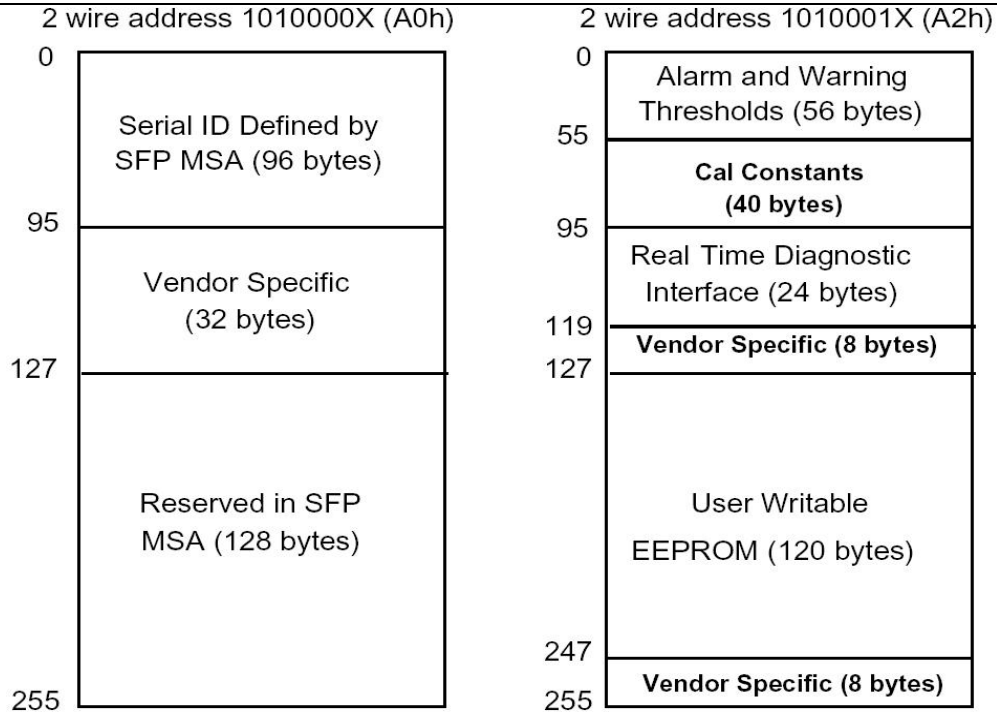 2 wire address 1010000X (A0h)
0
Serial ID Defined by
SFP MSA (96 bytes)
95
Vendor Specific
(32 bytes)
127
Reserved in SFP
MSA (128 bytes)
255
2 wire address 1010001X (A2h)
0
Alarm and Warning
Thresholds (56 bytes)
55
Cal Constants
(40 bytes)
95
Real Time Diagnostic
Interface (24 bytes)
119
Vendor Specific (8 bytes)
127
User Writable
EEPROM (120 bytes)
247
Vendor Specific (8 bytes)
255